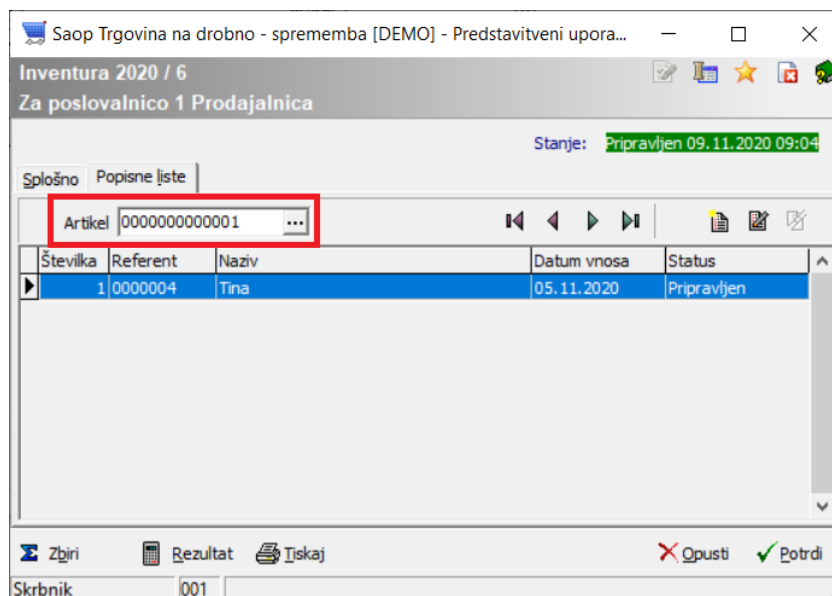 Saop Trgovina na drobno - sprememba [DEMO] - Predstavitveni upora...
Inventura 2020 / 6
Za poslovalnico 1 Prodajalnica
Stanje: Pripravljen 09.11.2020 09:04
Splošno Popisne liste
Artikel 0000000000001 ...
Številka Referent Naziv Datum vnosa Status
1 0000004 Tina 05.11.2020 Pripravljen
Zbiri Rezultat Tiskaj Opusti Potrdi
Skrbnik 001